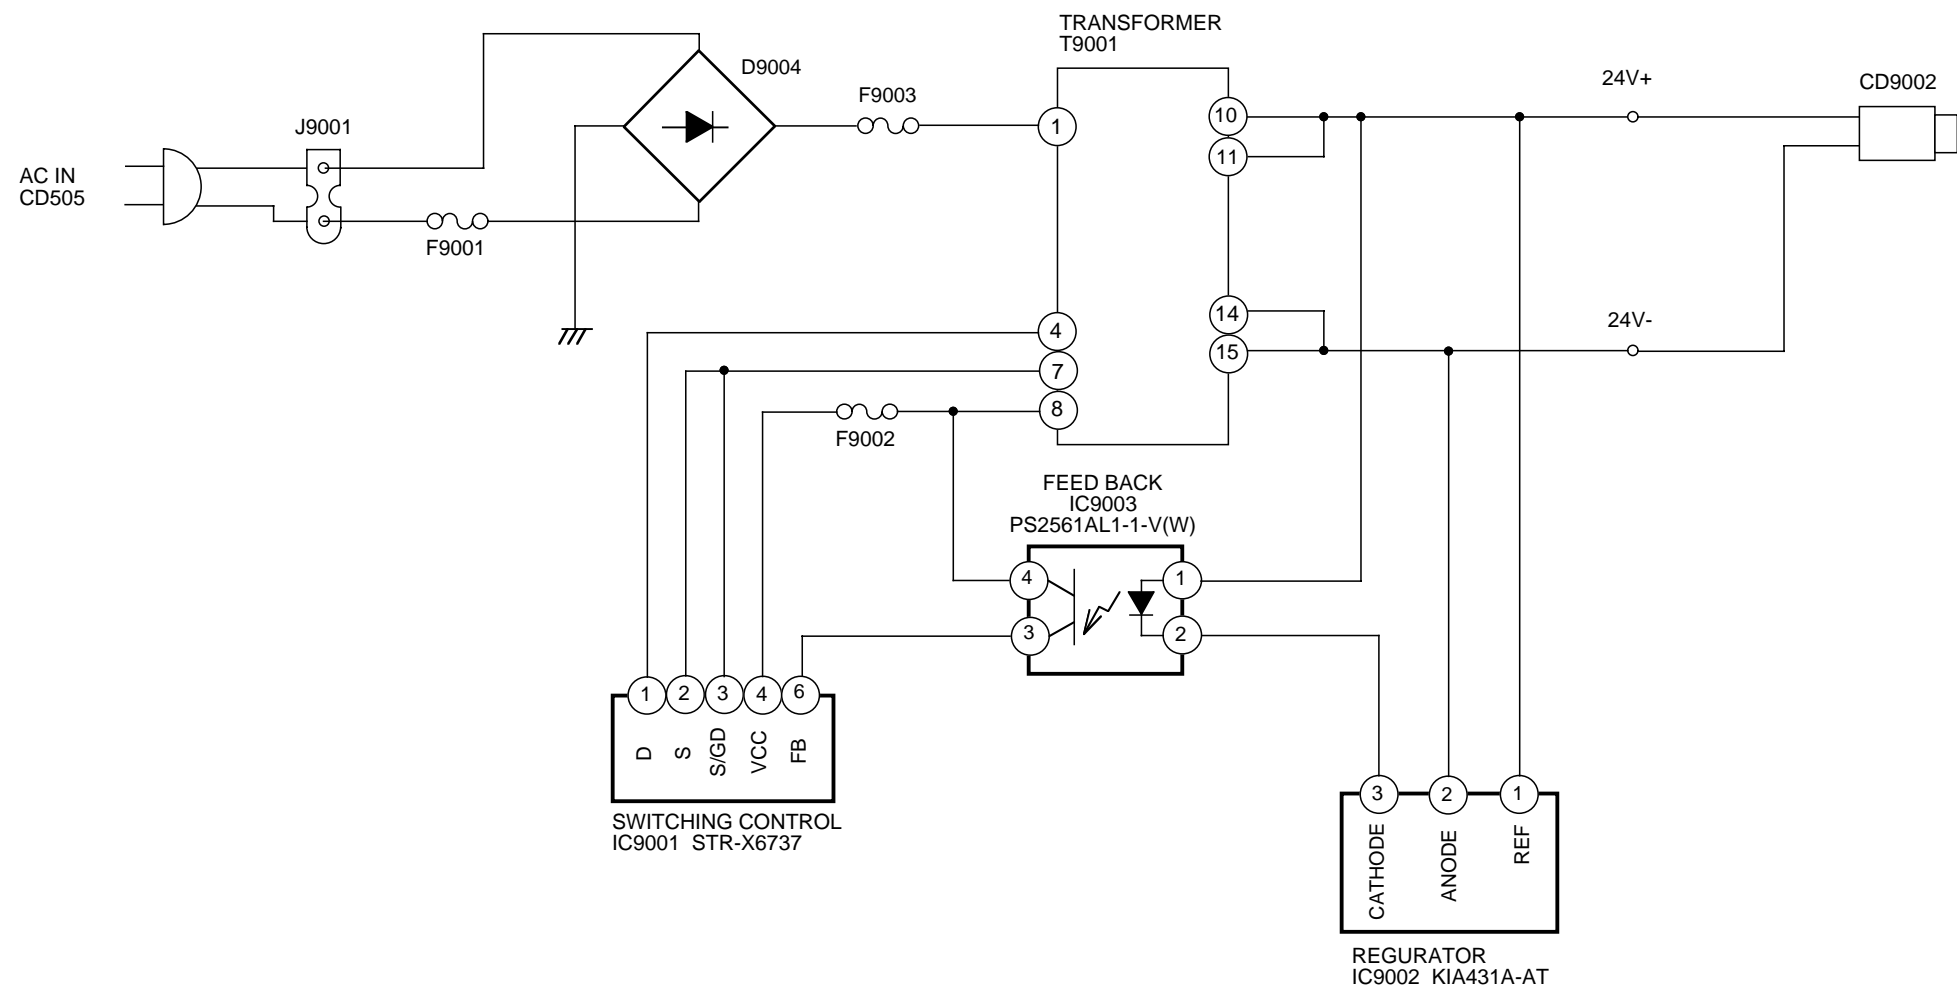 TRANSFORMER
T9001
D9004
F9003
24V+
CD9002
J9001
AC IN
CD505
F9001
1
10
11
14
15
24V-
4
7
8
F9002
FEED BACK
IC9003
PS2561AL1-1-V(W)
4
1
3
2
1
2
3
4
6
D
S
S/GD
VCC
FB
SWITCHING CONTROL
IC9001 STR-X6737
3
2
1
CATHODE
ANODE
REF
REGURATOR
IC9002 KIA431A-AT